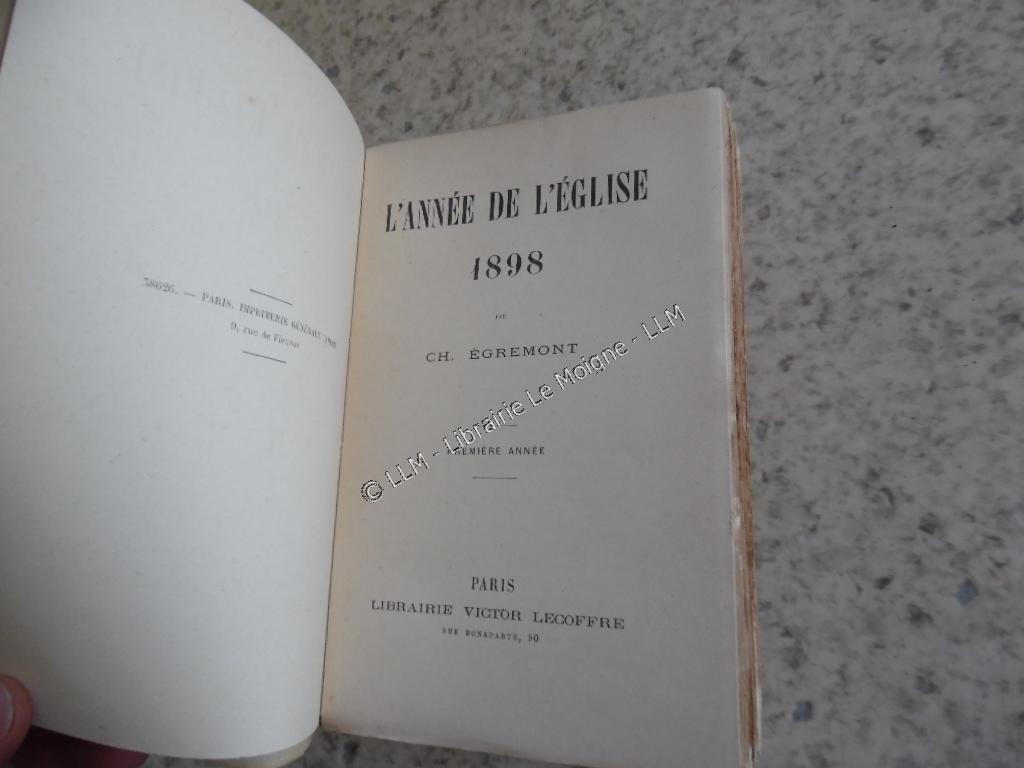 38626. — PARIS, IMPRIMERIE GÉNÉRALE
9, rue de Fleurus
L'ANNÉE DE L'ÉGLISE
1898
CH. ÉGREMONT
PREMIÈRE ANNÉE
PARIS
LIBRAIRIE VICTOR LECOFFRE
RUE BONAPARTE, 90
© LLM - Librairie Le Moigne - LLM